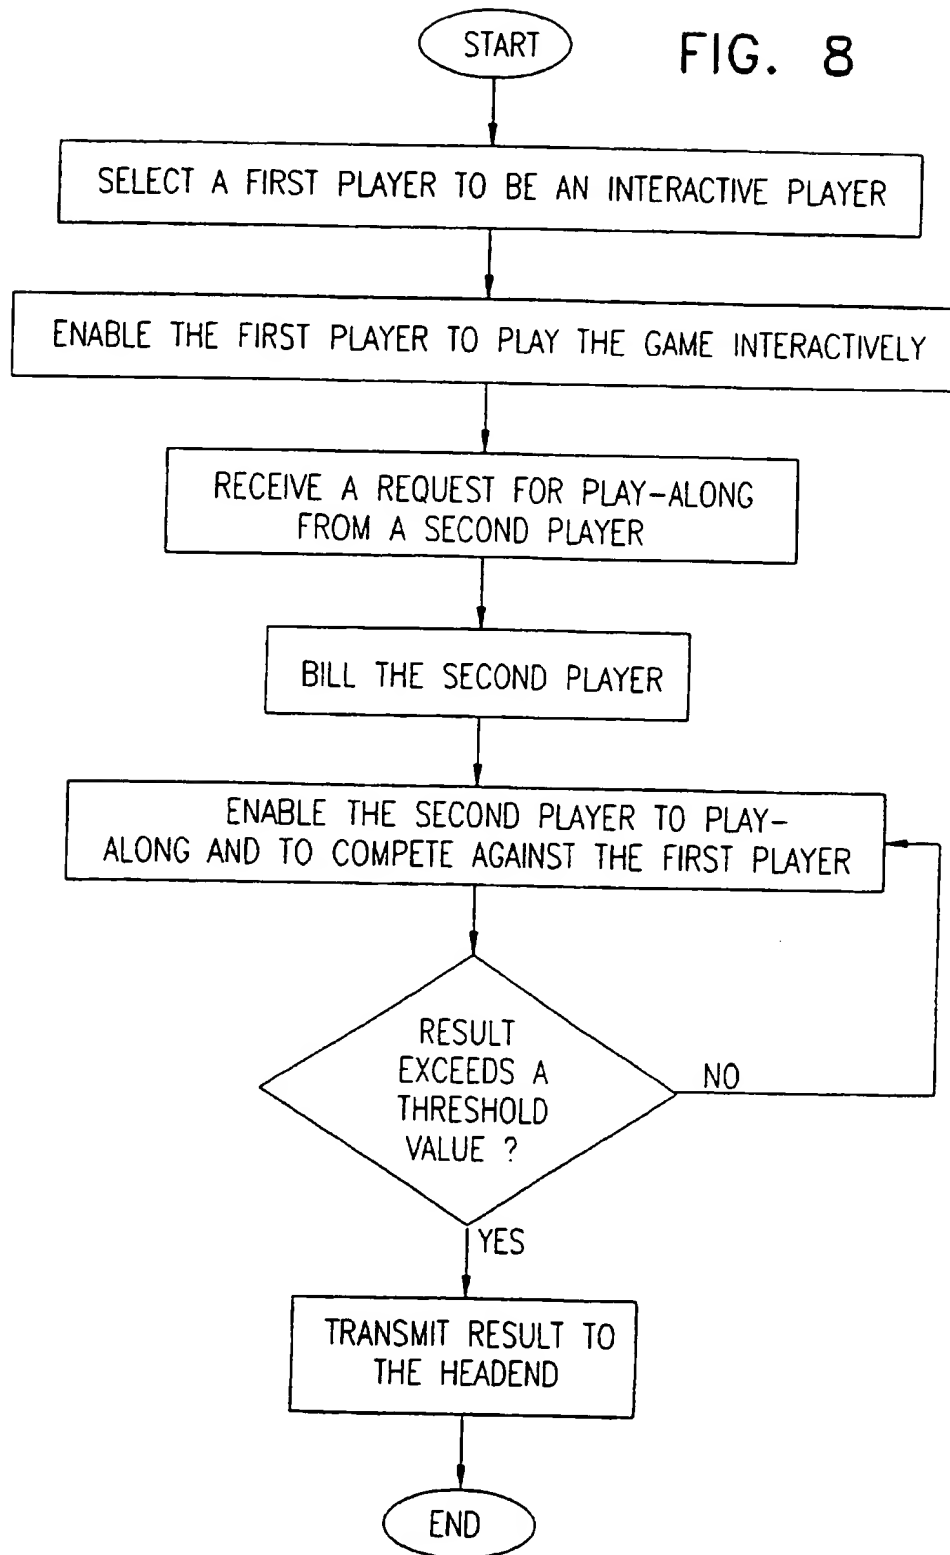 START
FIG. 8
SELECT A FIRST PLAYER TO BE AN INTERACTIVE PLAYER
ENABLE THE FIRST PLAYER TO PLAY THE GAME INTERACTIVELY
RECEIVE A REQUEST FOR PLAY-ALONG
FROM A SECOND PLAYER
BILL THE SECOND PLAYER
ENABLE THE SECOND PLAYER TO PLAY-
ALONG AND TO COMPETE AGAINST THE FIRST PLAYER
RESULT
EXCEEDS A
THRESHOLD
VALUE ?
NO
YES
TRANSMIT RESULT TO
THE HEADEND
END